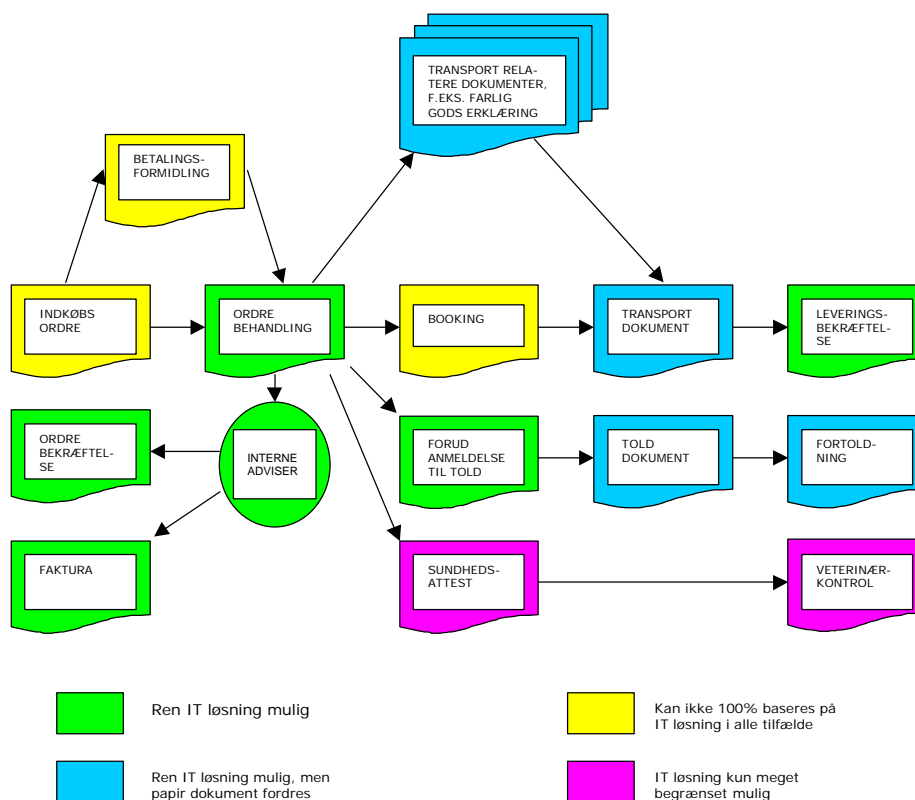 TRANSPORT RELA-
TERE DOKUMENTER,
F.EKS. FARLIG
GODS ERKLÆRING
BETALINGS-
FORMIDLING
INDKØBS
ORDRE
ORDRE
BEHANDLING
BOOKING
TRANSPORT
DOKUMENT
LEVERINGS-
BEKRÆFTEL-
SE
ORDRE
BEKRÆFTEL-
SE
INTERNE
ADVISER
FORUD
ANMELDELSE
TIL TOLD
TOLD
DOKUMENT
FORTOLD-
NING
FAKTURA
SUNDHEDS-
ATTEST
VETERINÆR-
KONTROL
Ren IT løsning mulig
Kan ikke 100% baseres på
IT løsning i alle tilfælde
Ren IT løsning mulig, men
papir dokument fordres
IT løsning kun meget
begrænset mulig